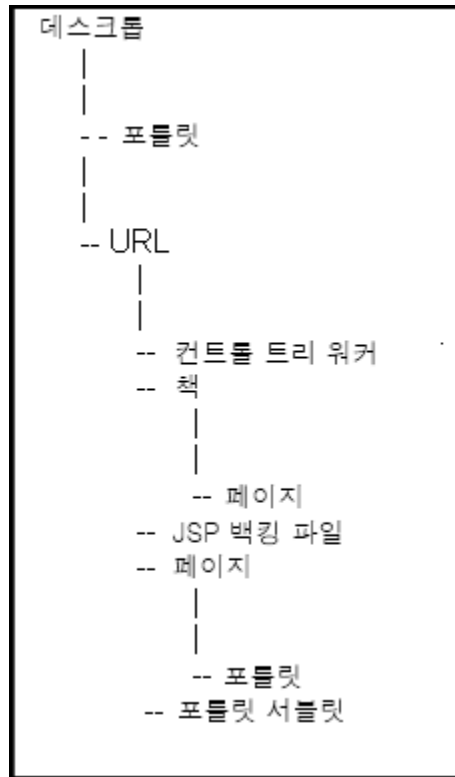 데스크톱
|
|
- - 포틀릿
|
|
-- URL
|
|
-- 컨트롤 트리 워커
-- 책
|
|
-- 페이지
-- JSP 백킹 파일
-- 페이지
|
|
-- 포틀릿
-- 포틀릿 서블릿